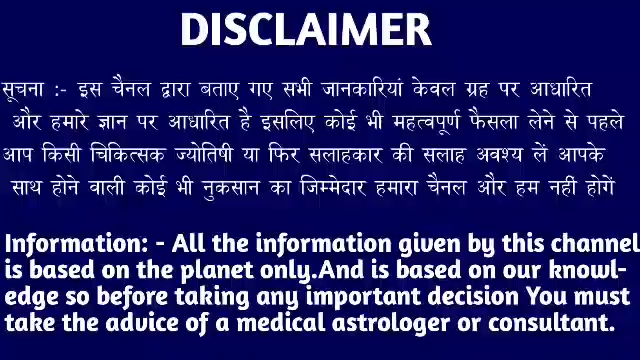 DISCLAIMER
सूचना :- इस चैनल द्वारा बताए गए सभी जानकारियां केवल ग्रह पर आधारित
और हमारे ज्ञान पर आधारित है इसलिए कोई भी महत्वपूर्ण फैसला लेने से पहले
आप किसी चिकित्सक ज्योतिषी या फिर सलाहकार की सलाह अवश्य लें आपके
साथ होने वाली कोई भी नुकसान का जिम्मेदार हमारा चैनल और हम नहीं होगें
Information: - All the information given by this channel
is based on the planet only.And is based on our knowl-
edge so before taking any important decision You must
take the advice of a medical astrologer or consultant.